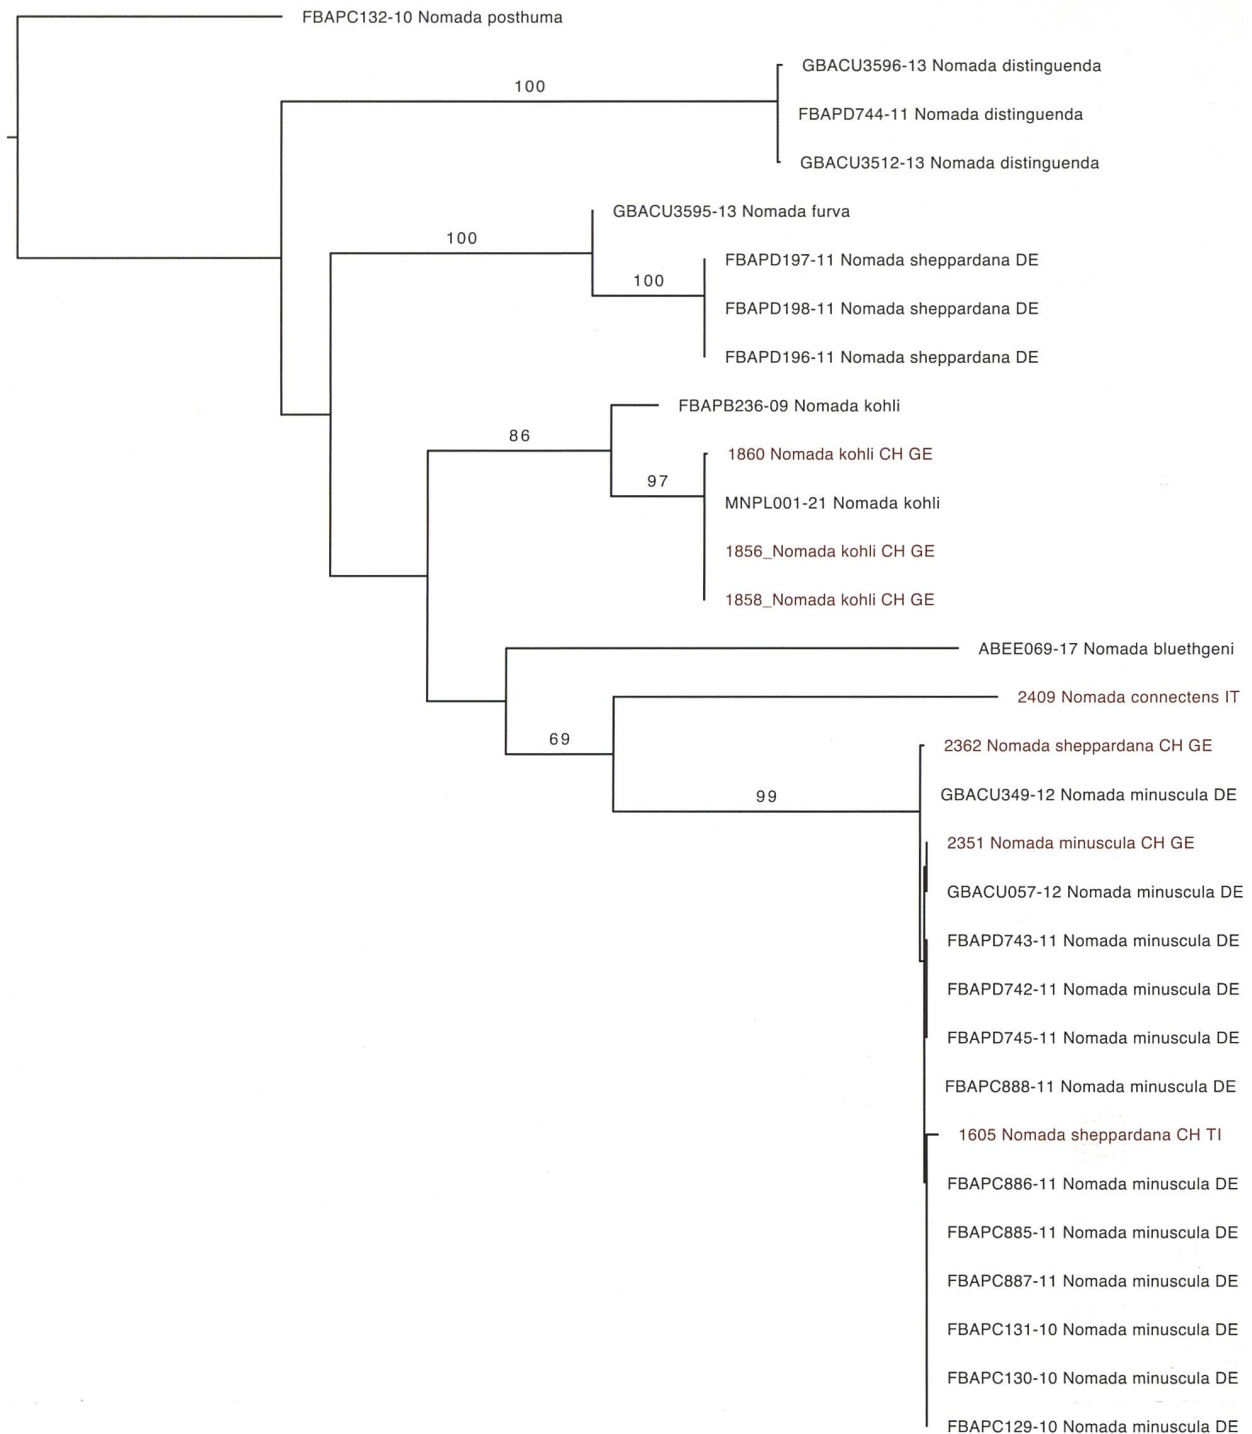 FBAPC132-10 Nomada posthuma
GBACU3596-13 Nomada distinguenda
100
FBAPD744-11 Nomada distinguenda
GBACU3512-13 Nomada distinguenda
GBACU3595-13 Nomada furva
100
FBAPD197-11 Nomada sheppardana DE
100
FBAPD198-11 Nomada sheppardana DE
FBAPD196-11 Nomada sheppardana DE
FBAPB236-09 Nomada kohli
86
1860 Nomada kohli CH GE
97
MNPL001-21 Nomada kohli
1856_Nomada kohli CH GE
1858_Nomada kohli CH GE
ABEE069-17 Nomada bluethgeni
2409 Nomada connectens IT
69
2362 Nomada sheppardana CH GE
GBACU349-12 Nomada minuscula DE
99
2351 Nomada minuscula CH GE
GBACU057-12 Nomada minuscula DE
FBAPD743-11 Nomada minuscula DE
FBAPD742-11 Nomada minuscula DE
FBAPD745-11 Nomada minuscula DE
FBAPC888-11 Nomada minuscula DE
1605 Nomada sheppardana CH TI
FBAPC886-11 Nomada minuscula DE
FBAPC885-11 Nomada minuscula DE
FBAPC887-11 Nomada minuscula DE
FBAPC131-10 Nomada minuscula DE
FBAPC130-10 Nomada minuscula DE
FBAPC129-10 Nomada minuscula DE